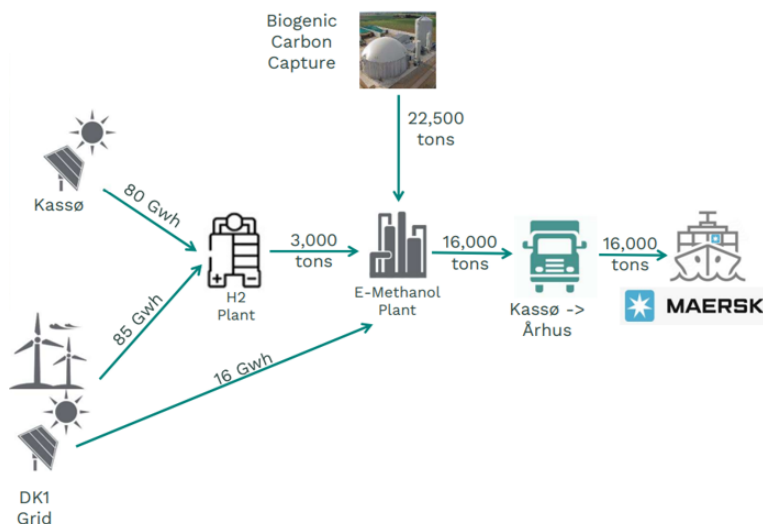 Biogenic
Carbon
Capture
22,500
tons
Kassø
80 Gwh
85 Gwh
H2
Plant
3,000
tons
E-Methanol
Plant
16,000
tons
Kassø ->
Århus
16,000
tons
MAERSK
16 Gwh
DK1
Grid